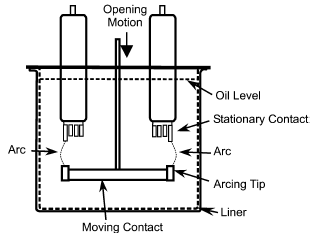 Opening
Motion
Oil Level
Stationary Contact
Arc
Arc
Arcing Tip
Liner
Moving Contact